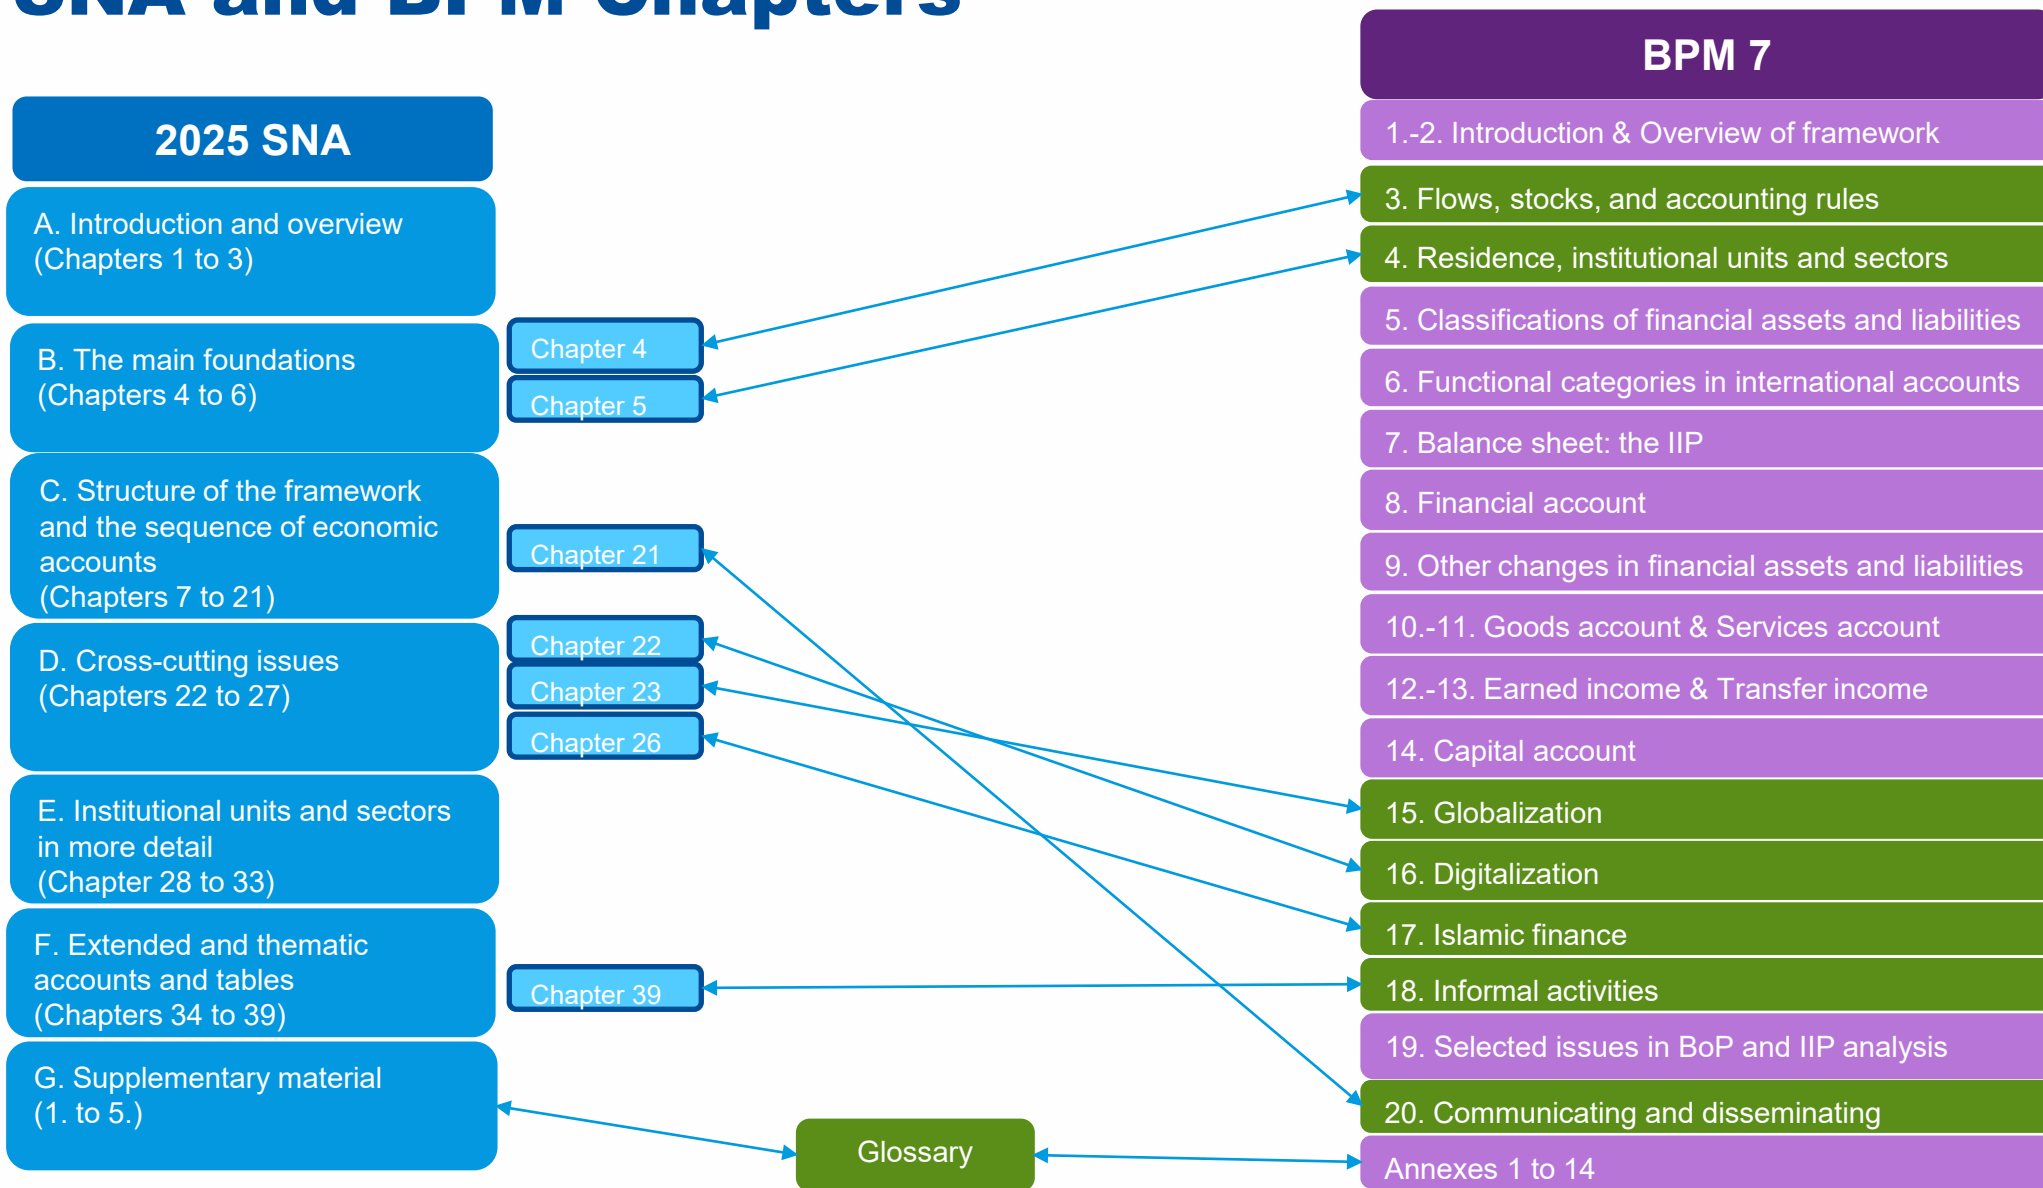 SNA and BPM Chapters
2025 SNA
A. Introduction and overview
(Chapters 1 to 3)
B. The main foundations
(Chapters 4 to 6)
C. Structure of the framework
and the sequence of economic
accounts
(Chapters 7 to 21)
D. Cross-cutting issues
(Chapters 22 to 27)
E. Institutional units and sectors
in more detail
(Chapter 28 to 33)
F. Extended and thematic
accounts and tables
(Chapters 34 to 39)
G. Supplementary material
(1. to 5.)
Chapter 4
Chapter 5
Chapter 21
Chapter 22
Chapter 23
Chapter 26
Chapter 39
Glossary
BPM 7
1.-2. Introduction & Overview of framework
3. Flows, stocks, and accounting rules
4. Residence, institutional units and sectors
5. Classifications of financial assets and liabilities
6. Functional categories in international accounts
7. Balance sheet: the IIP
8. Financial account
9. Other changes in financial assets and liabilities
10.-11. Goods account & Services account
12.-13. Earned income & Transfer income
14. Capital account
15. Globalization
16. Digitalization
17. Islamic finance
18. Informal activities
19. Selected issues in BoP and IIP analysis
20. Communicating and disseminating
Annexes 1 to 14